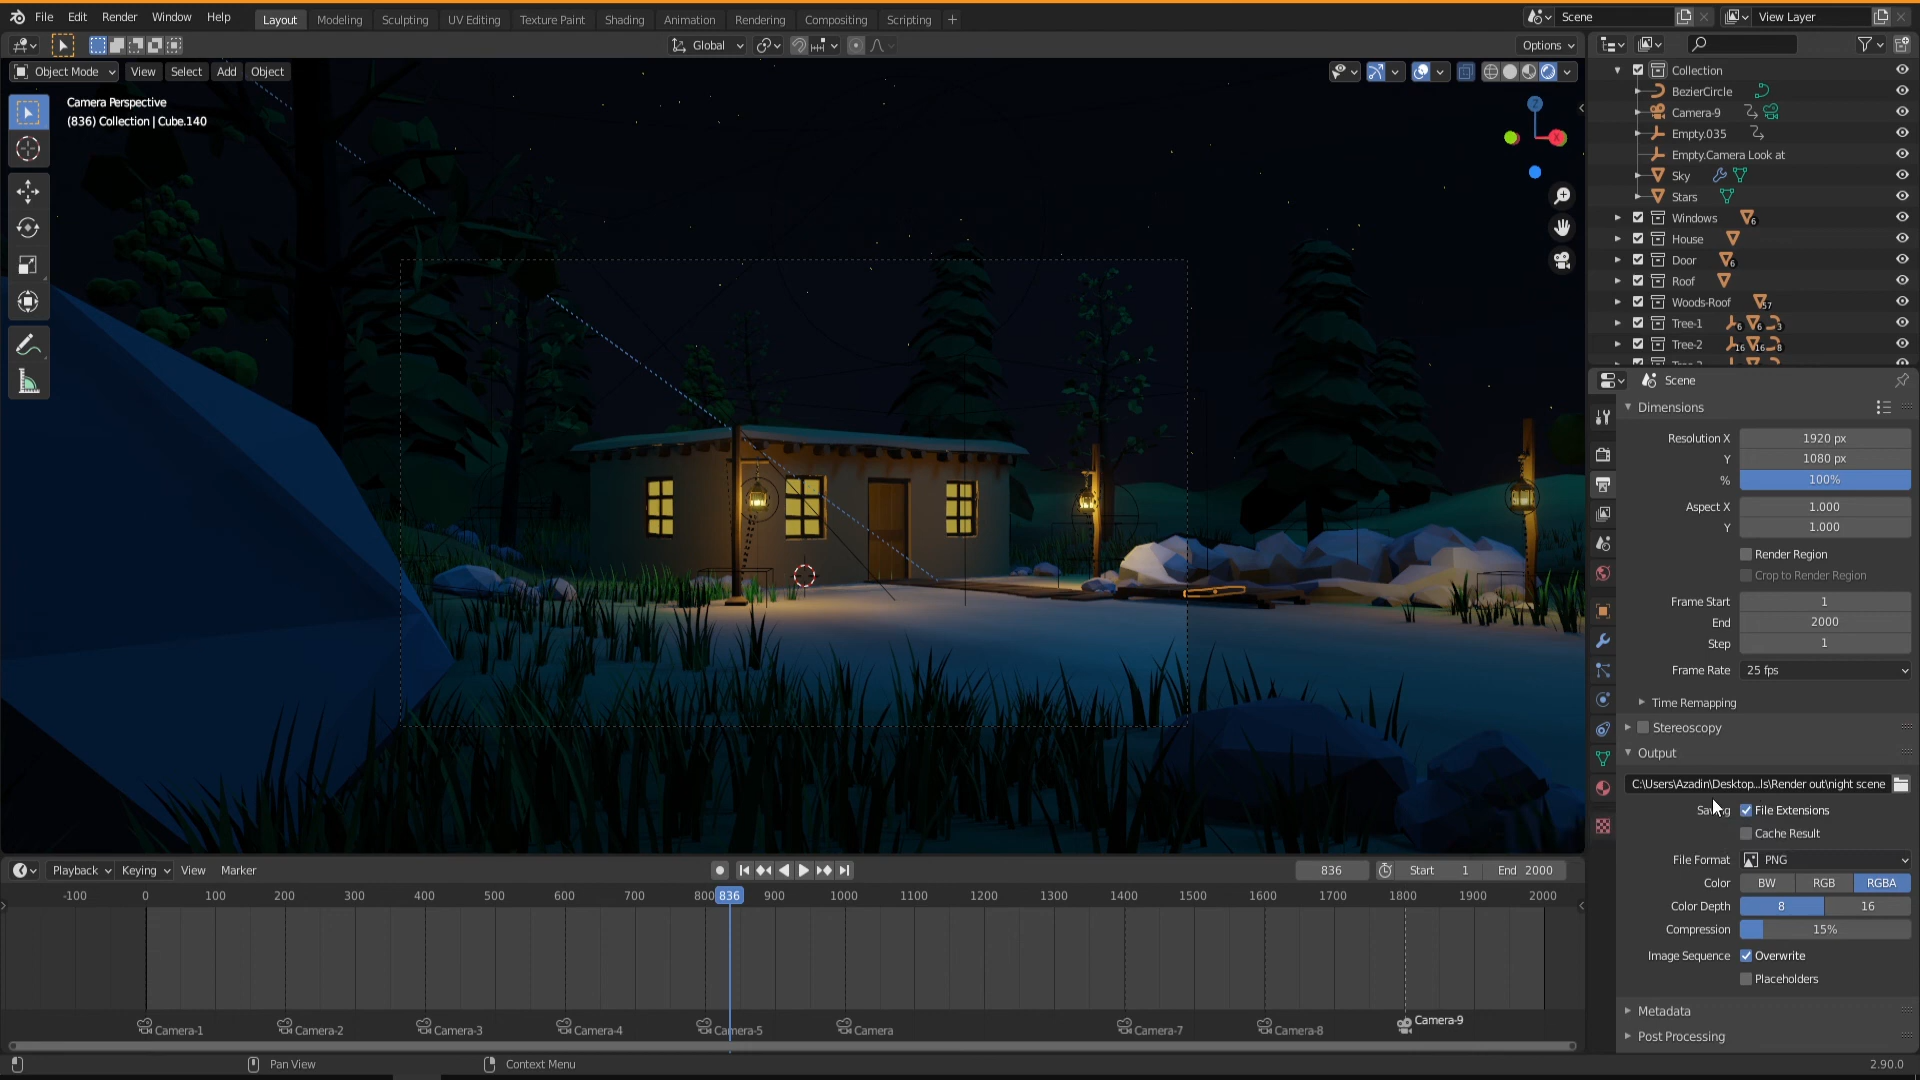 File Edit Render Window Help Layout Modeling Sculpting UV Editing Texture Paint Shading Animation Rendering Compositing Scripting + Scene View Layer
Global Options
Object Mode View Select Add Object
Camera Perspective
(836) Collection | Cube.140
Z
X
Collection
BezierCircle
Camera-9
Empty.035
Empty.Camera Look at
Sky
Stars
Windows 6
House
Door 6
Roof
Woods-Roof 57
Tree-1 6 6 3
Tree-2 16 16 8
Scene
Dimensions
Resolution X 1920 px
Y 1080 px
% 100%
Aspect X 1.000
Y 1.000
Render Region
Crop to Render Region
Frame Start 1
End 2000
Step 1
Frame Rate 25 fps
Time Remapping
Stereoscopy
Output
C:\Users\Azadin\Desktop...ls\Render out\night scene
File Extensions
Cache Result
File Format PNG
Color BW RGB RGBA
Color Depth 8 16
Compression 15%
Image Sequence Overwrite
Placeholders
Metadata
Post Processing
Playback Keying View Marker 836 Start 1 End 2000
-100 0 100 200 300 400 500 600 700 800 836 900 1000 1100 1200 1300 1400 1500 1600 1700 1800 1900 2000
Camera-1 Camera-2 Camera-3 Camera-4 Camera-5 Camera Camera-7 Camera-8 Camera-9
Pan View Context Menu 2.90.0